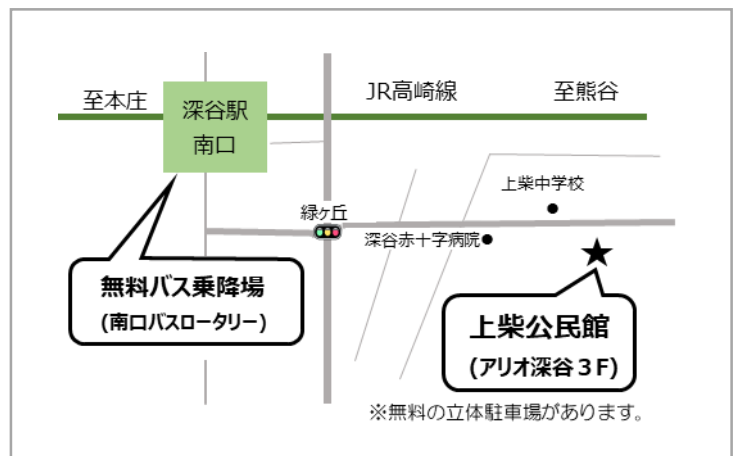 至本庄
深谷駅
南口
JR高崎線
至熊谷
上柴中学校
緑ヶ丘
深谷赤十字病院
無料バス乗降場
(南口バスロータリー)
上柴公民館
(アリオ深谷３F)
※無料の立体駐車場があります。